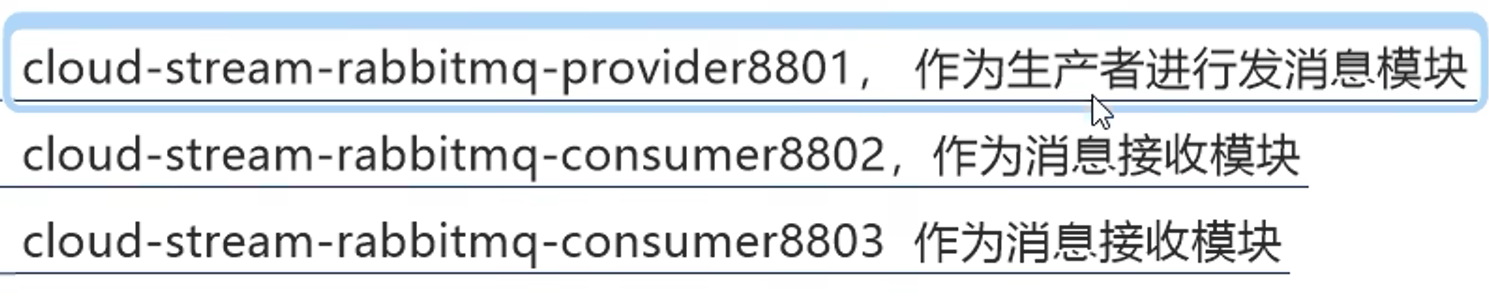 cloud-stream-rabbitmq-provider8801， 作为生产者进行发消息模块
cloud-stream-rabbitmq-consumer8802，作为消息接收模块
cloud-stream-rabbitmq-consumer8803 作为消息接收模块